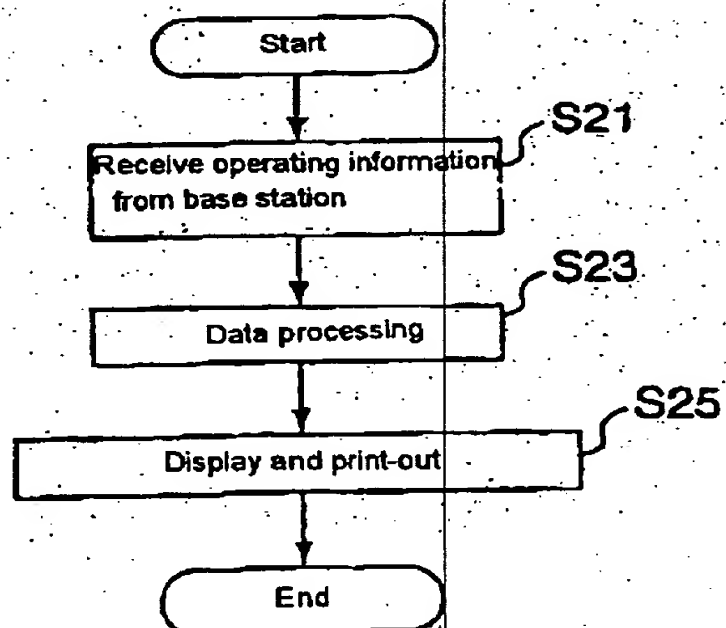 Start
S21
Receive operating information
from base station
S23
Data processing
S25
Display and print-out
End